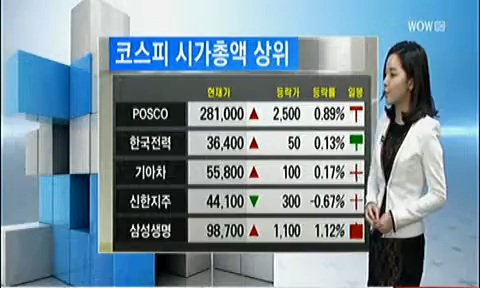 WOW
코스피 시가총액 상위
현재가 등락가 등락률 일봉
POSCO 281,000 ▲ 2,500 0.89%
한국전력 36,400 ▲ 50 0.13%
기아차 55,800 ▲ 100 0.17%
신한지주 44,100 ▼ 300 -0.67%
삼성생명 98,700 ▲ 1,100 1.12%